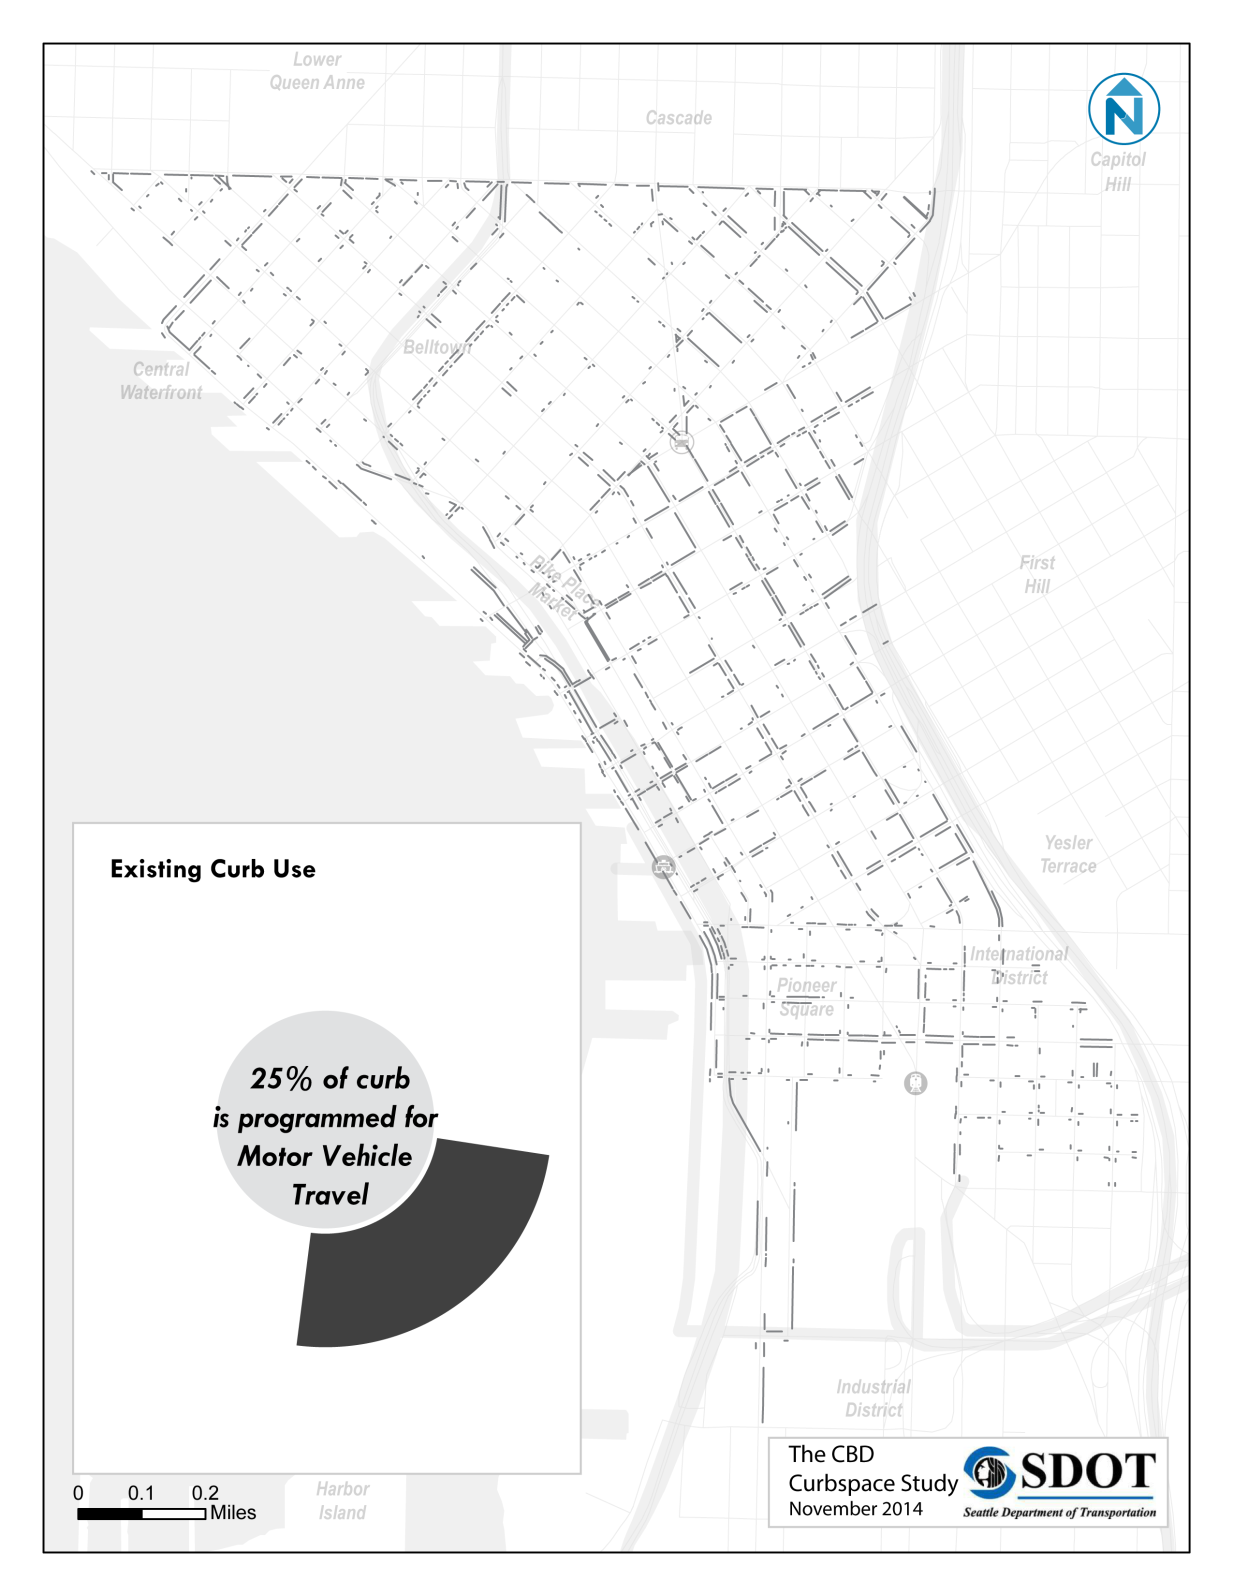 Lower
Queen Anne
Cascade
N
Capitol
Hill
Belltown
Central
Waterfront
Pike Place
Market
First
Hill
Existing Curb Use
Yesler
Terrace
International
District
Pioneer
Square
25% of curb
is programmed for
Motor Vehicle
Travel
Industrial
District
The CBD
Curbspace Study
November 2014
SDOT
Seattle Department of Transportation
0 0.1 0.2
Miles
Harbor
Island